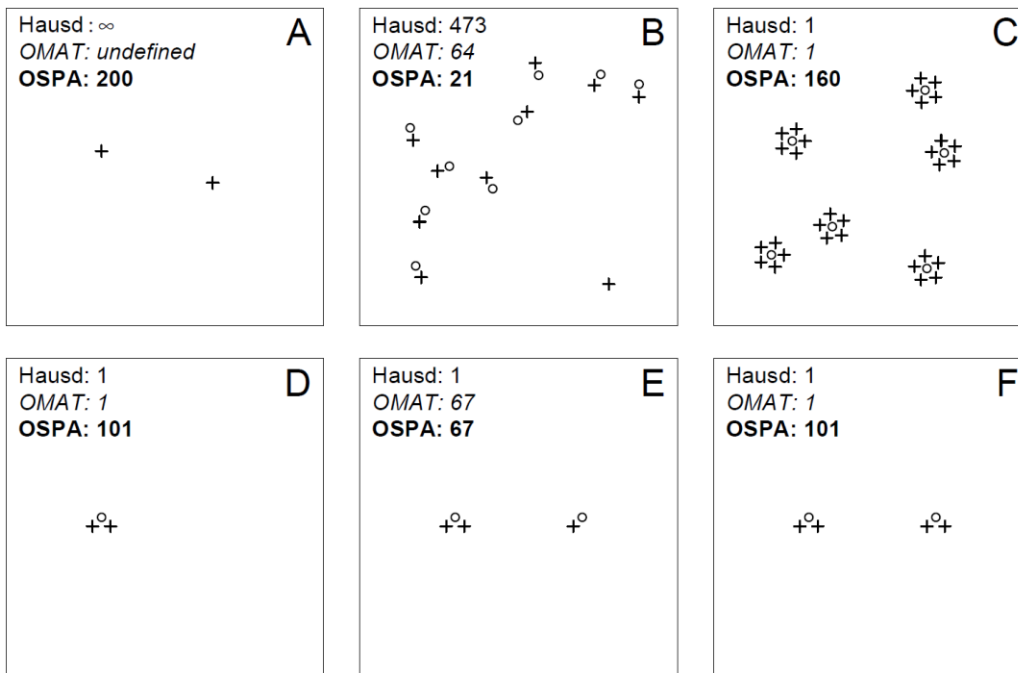 Hausd : ∞
OMAT: undefined
OSPA: 200
A
Hausd: 473
OMAT: 64
OSPA: 21
B
Hausd: 1
OMAT: 1
OSPA: 160
C
Hausd: 1
OMAT: 1
OSPA: 101
D
Hausd: 1
OMAT: 67
OSPA: 67
E
Hausd: 1
OMAT: 1
OSPA: 101
F